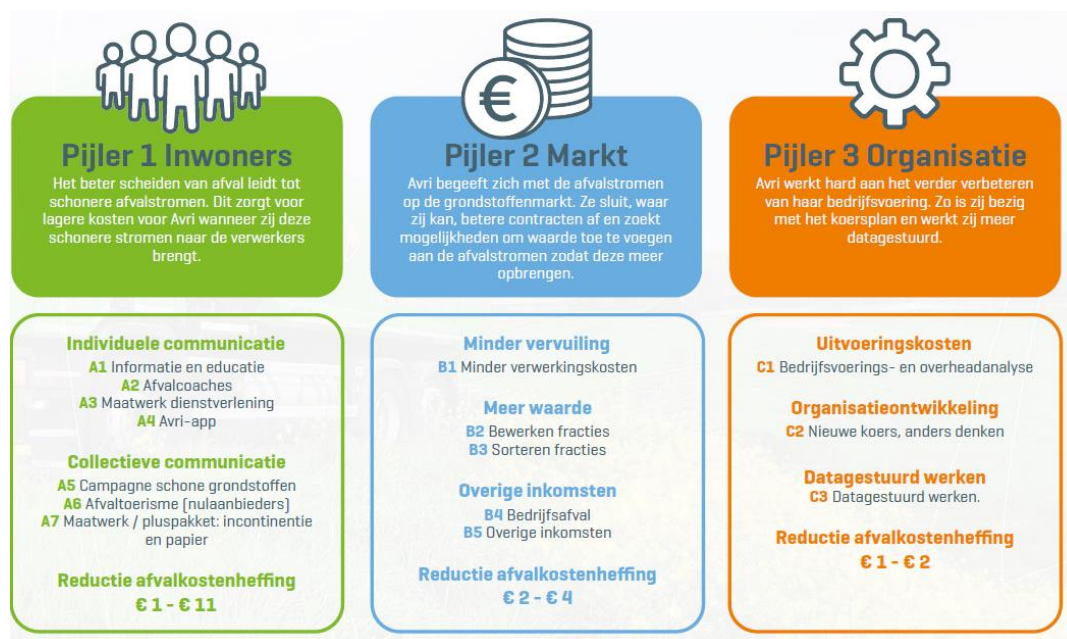 €
Pijler 1 Inwoners
Het beter scheiden van afval leidt tot
schonere afvalstromen. Dit zorgt voor
lagere kosten voor Avri wanneer zij deze
schonere stromen naar de verwerkers
brengt.
Individuele communicatie
A1 Informatie en educatie
A2 Afvalcoaches
A3 Maatwerk dienstverlening
A4 Avri-app
Collectieve communicatie
A5 Campagne schone grondstoffen
A6 Afvaltoerisme (nulaanbieders)
A7 Maatwerk / pluspakket: incontinentie
en papier
Reductie afvalkostenheffing
€ 1 - € 11
Pijler 2 Markt
Avri begeeft zich met de afvalstromen
op de grondstoffenmarkt. Ze sluit, waar
zij kan, betere contracten af en zoekt
mogelijkheden om waarde toe te voegen
aan de afvalstromen zodat deze meer
opbrengen.
Minder vervuiling
B1 Minder verwerkingskosten
Meer waarde
B2 Bewerken fracties
B3 Sorteren fracties
Overige inkomsten
B4 Bedrijfsafval
B5 Overige inkomsten
Reductie afvalkostenheffing
€ 2 - € 4
Pijler 3 Organisatie
Avri werkt hard aan het verder verbeteren
van haar bedrijfsvoering. Zo is zij bezig
met het koersplan en werkt zij meer
datagestuurd.
Uitvoeringskosten
C1 Bedrijfsvoerings- en overheadanalyse
Organisatieontwikkeling
C2 Nieuwe koers, anders denken
Datagestuurd werken
C3 Datagestuurd werken.
Reductie afvalkostenheffing
€ 1 - € 2